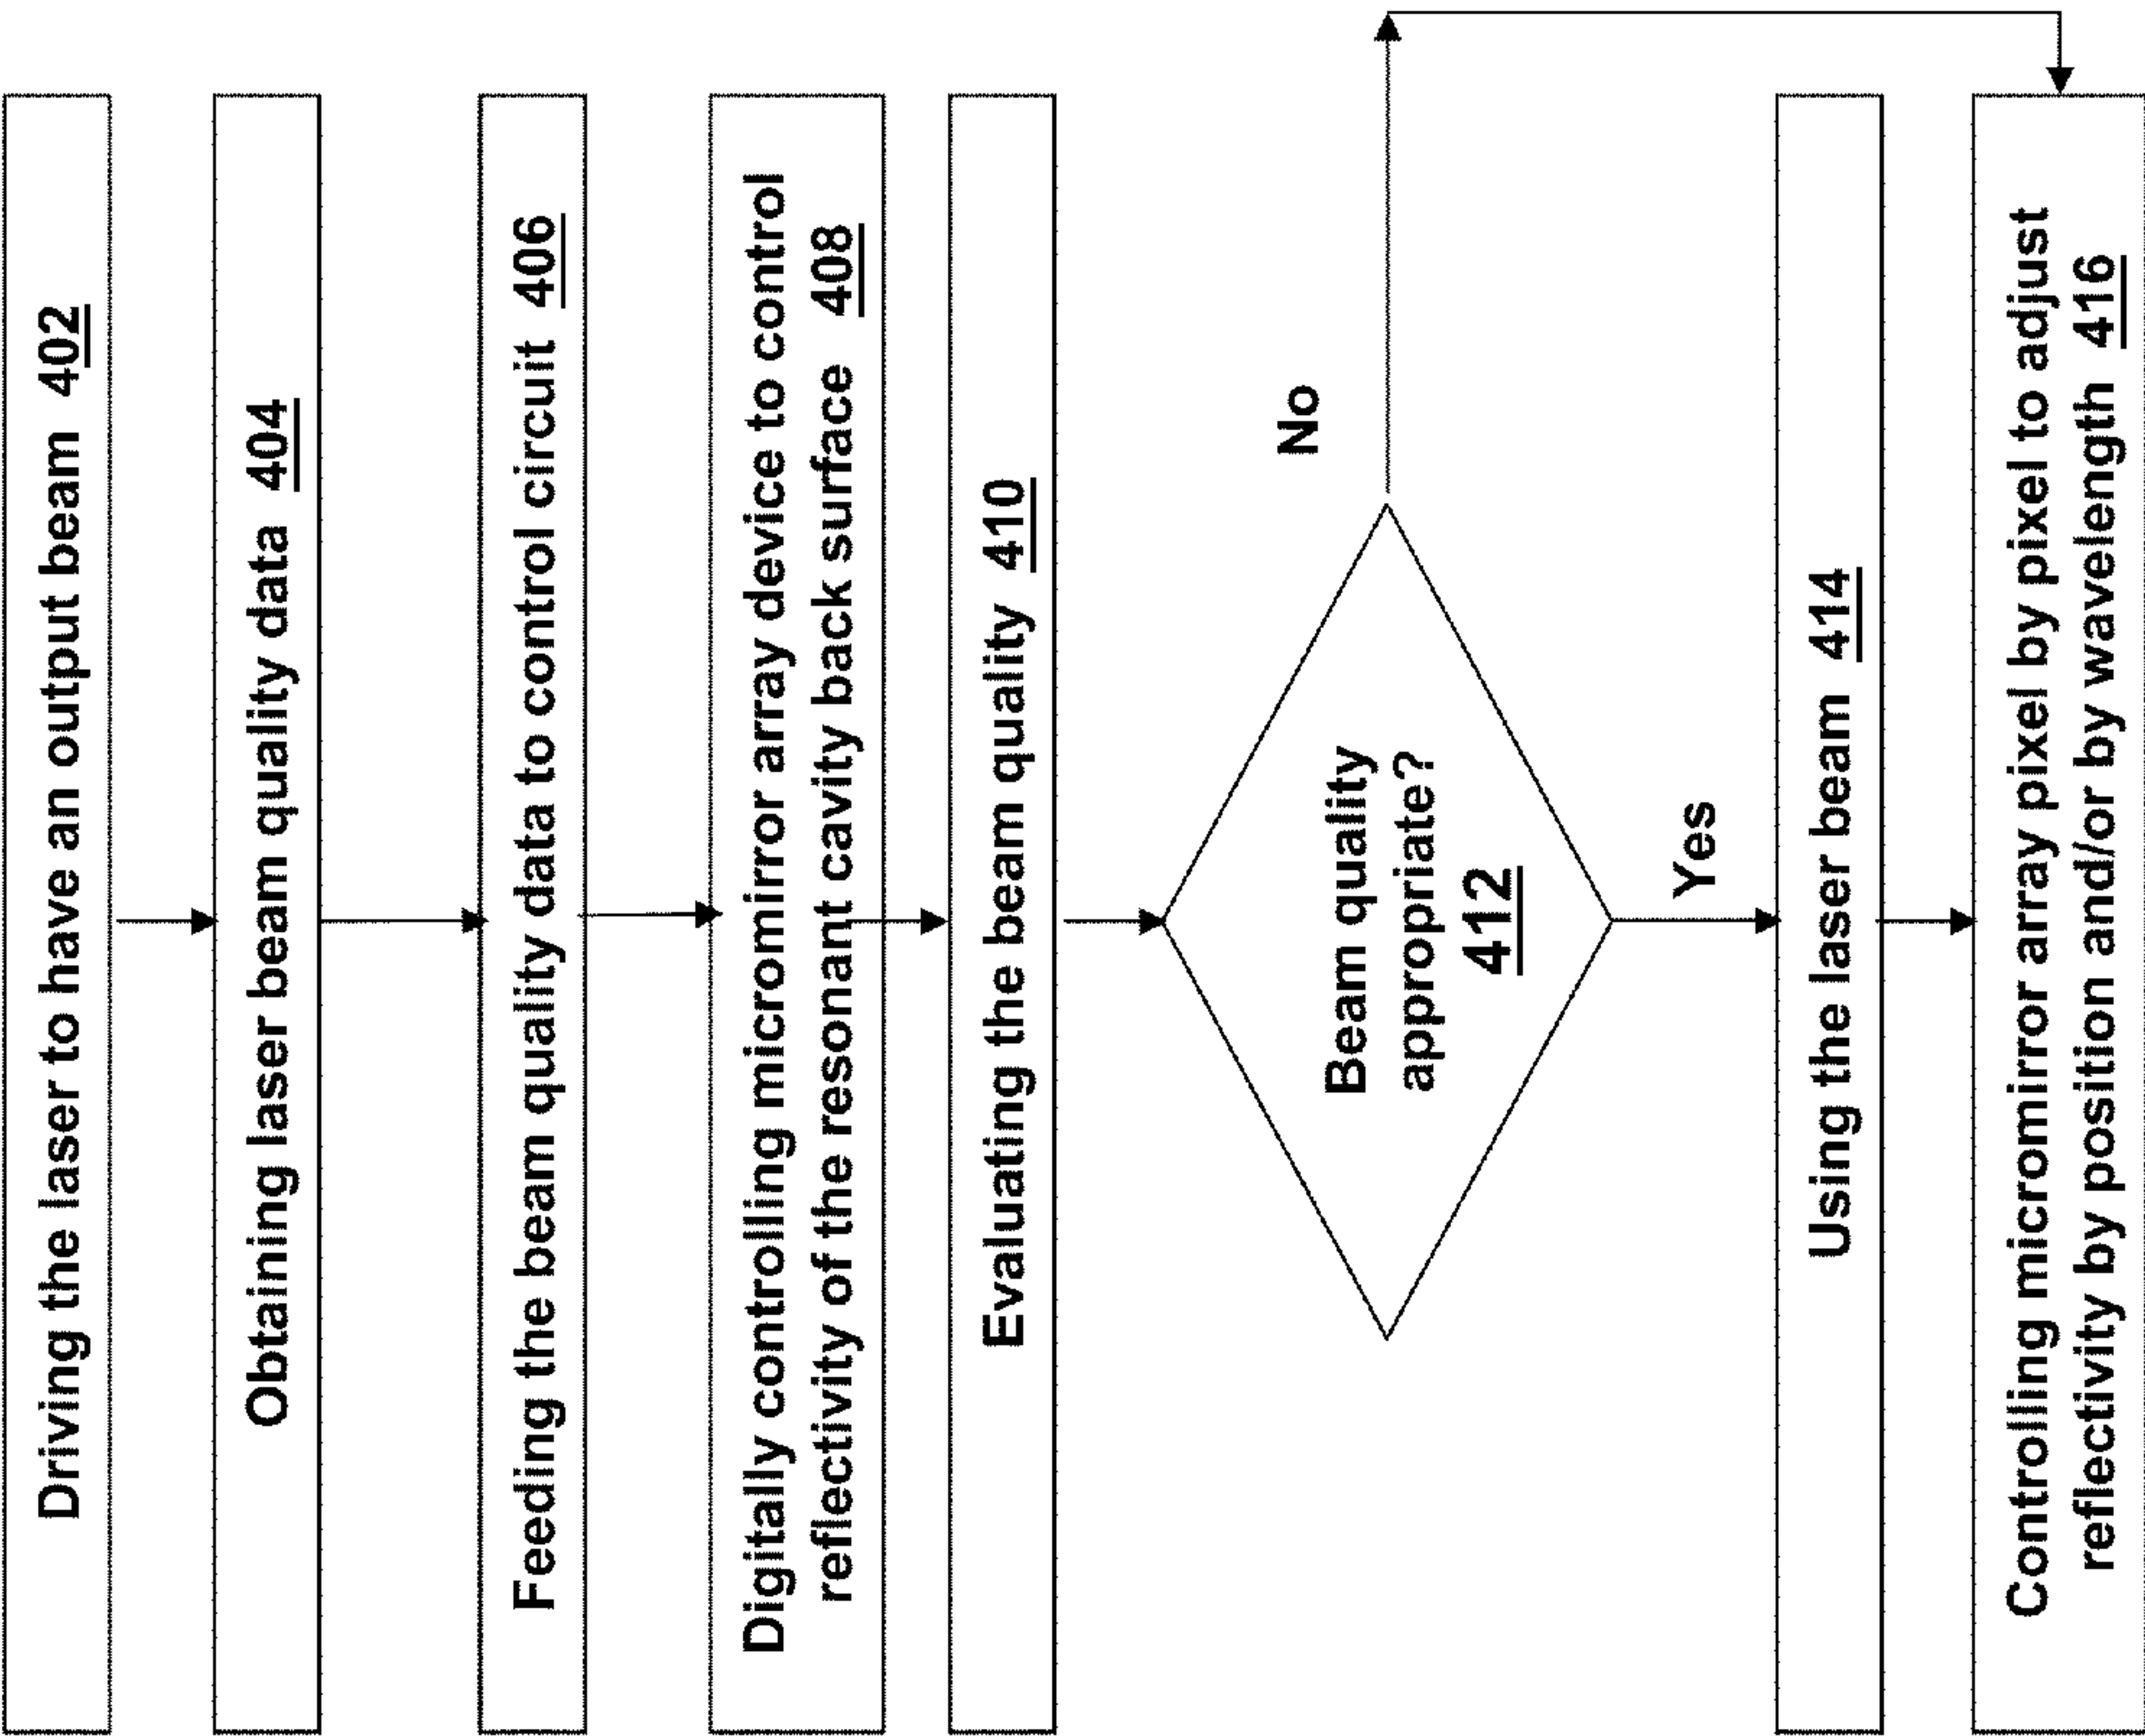 Driving the laser to have an output beam 402
Obtaining laser beam quality data 404
Feeding the beam quality data to control circuit 406
Digitally controlling micromirror array device to control
reflectivity of the resonant cavity back surface 408
Evaluating the beam quality 410
Beam quality
appropriate?
412
No
Yes
Using the laser beam 414
Controlling micromirror array pixel by pixel to adjust
reflectivity by position and/or by wavelength 416